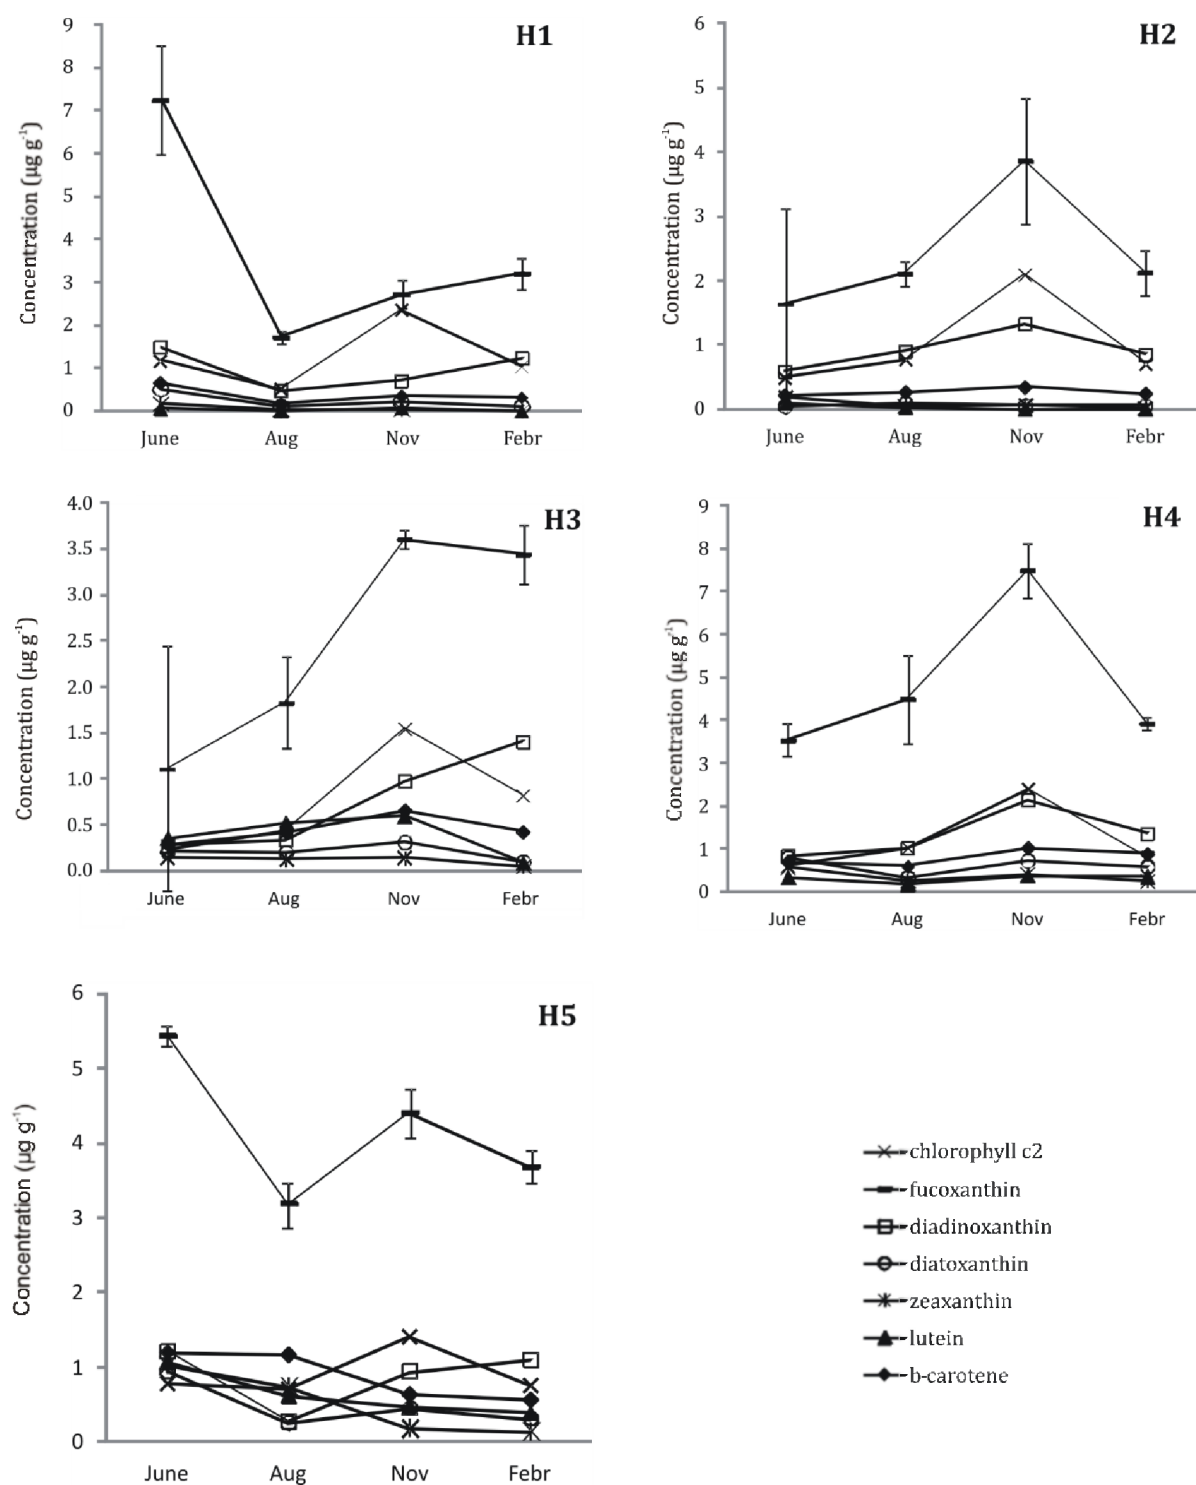 H1
Concentration (µg g-1)
9
8
7
6
5
4
3
2
1
0
June Aug Nov Febr
H2
Concentration (µg g-1)
6
5
4
3
2
1
0
June Aug Nov Febr
H3
Concentration (µg g-1)
4.0
3.5
3.0
2.5
2.0
1.5
1.0
0.5
0.0
June Aug Nov Febr
H4
Concentration (µg g-1)
9
8
7
6
5
4
3
2
1
0
June Aug Nov Febr
H5
Concentration (µg g-1)
6
5
4
3
2
1
0
June Aug Nov Febr
chlorophyll c2
fucoxanthin
diadinoxanthin
diatoxanthin
zeaxanthin
lutein
b-carotene